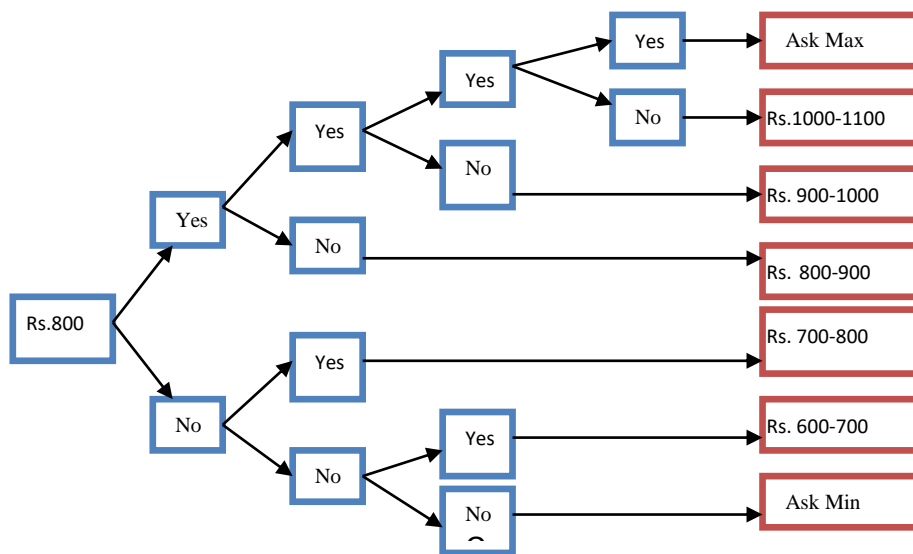 Yes
Ask Max
Yes
Yes
No
Rs.1000-1100
No
Rs. 900-1000
Yes
No
Rs. 800-900
Rs.800
Yes
Rs. 700-800
No
Yes
Rs. 600-700
No
No
Ask Min